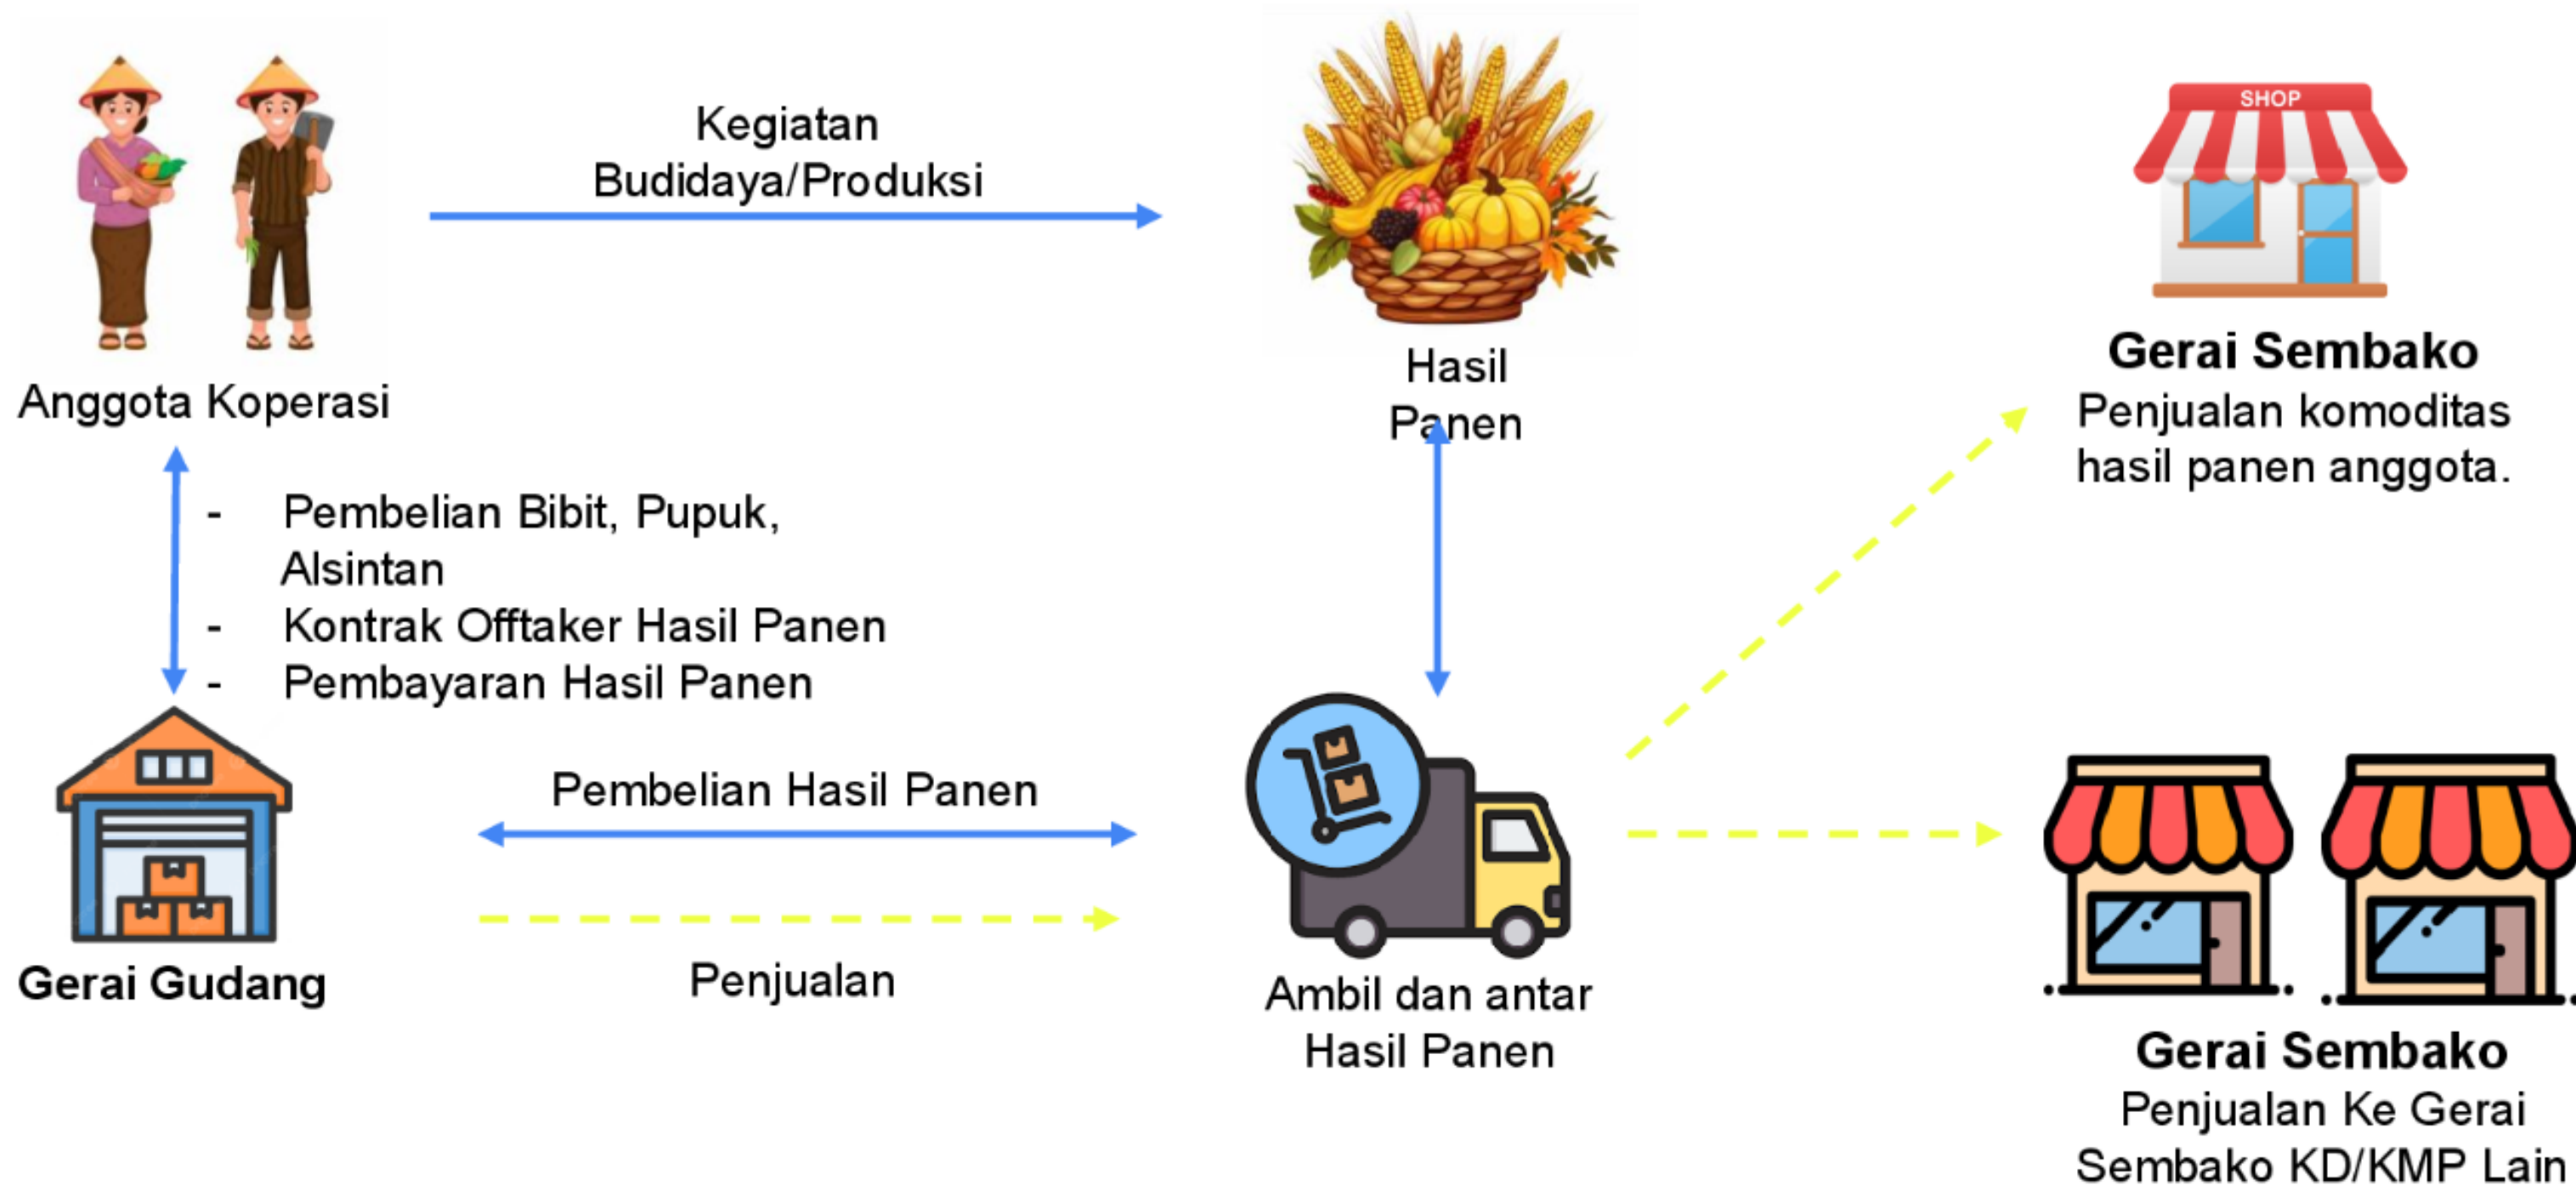 Kegiatan
Budidaya/Produksi
SHOP
Anggota Koperasi
Hasil
Panen
Gerai Sembako
Penjualan komoditas
hasil panen anggota.
- Pembelian Bibit, Pupuk,
Alsintan
- Kontrak Offtaker Hasil Panen
- Pembayaran Hasil Panen
Pembelian Hasil Panen
Penjualan
Gerai Gudang
Ambil dan antar
Hasil Panen
Gerai Sembako
Penjualan Ke Gerai
Sembako KD/KMP Lain